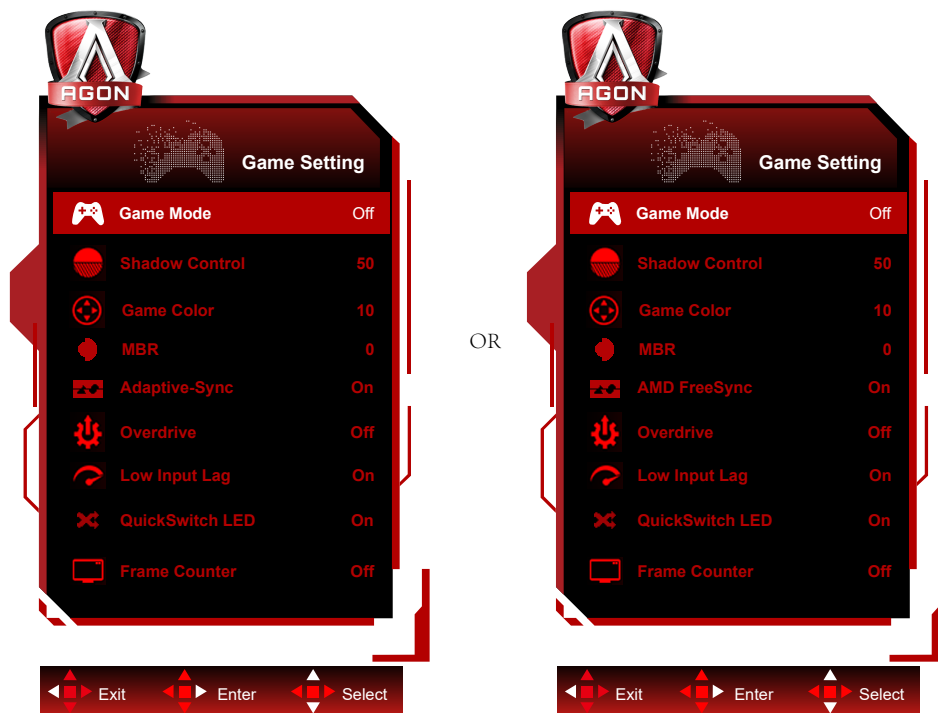 AGON
Game Setting
Game Mode Off
Shadow Control 50
Game Color 10
MBR 0
Adaptive-Sync On
Overdrive Off
Low Input Lag On
QuickSwitch LED On
Frame Counter Off
Exit Enter Select
OR
AGON
Game Setting
Game Mode Off
Shadow Control 50
Game Color 10
MBR 0
AMD FreeSync On
Overdrive Off
Low Input Lag On
QuickSwitch LED On
Frame Counter Off
Exit Enter Select